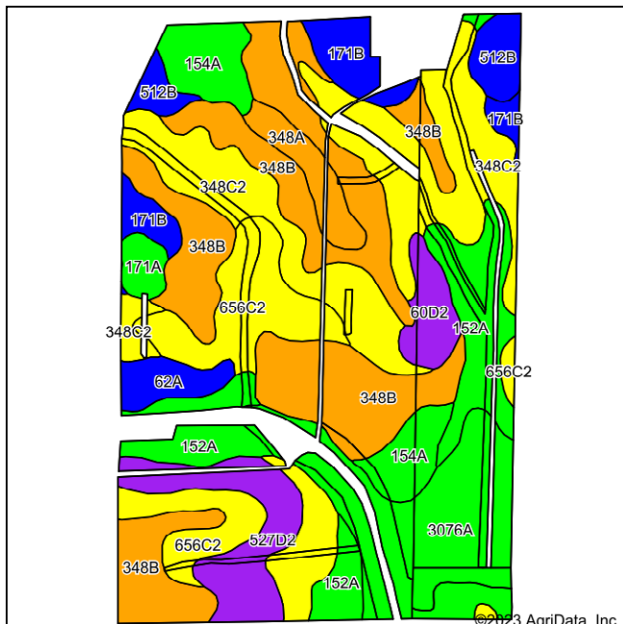 171B
512B
154A
512B
171B
348A
348B
348B
348C2
348C2
171B
348B
171A
656C2
60D2
152A
348C2
656C2
62A
348B
152A
154A
3076A
656C2
527D2
348B
152A
©2023 AgriData, Inc